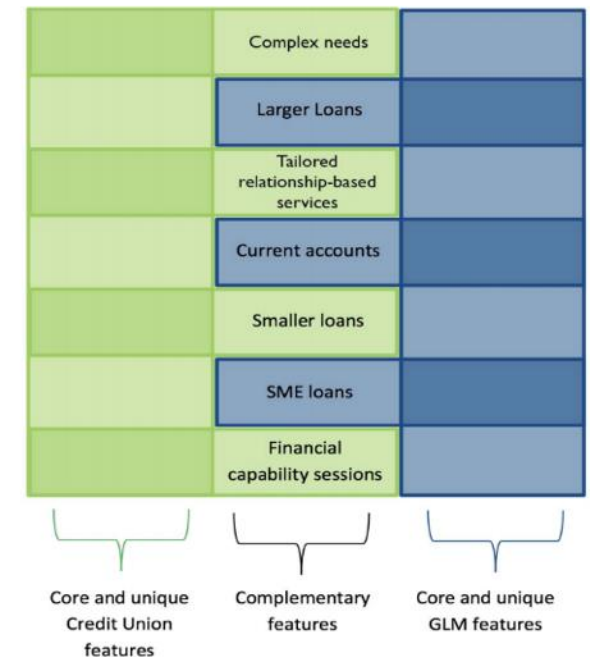 Complex needs
Larger Loans
Tailored
relationship-based
services
Current accounts
Smaller loans
SME loans
Financial
capability sessions
Core and unique
Credit Union
features
Complementary
features
Core and unique
GLM features